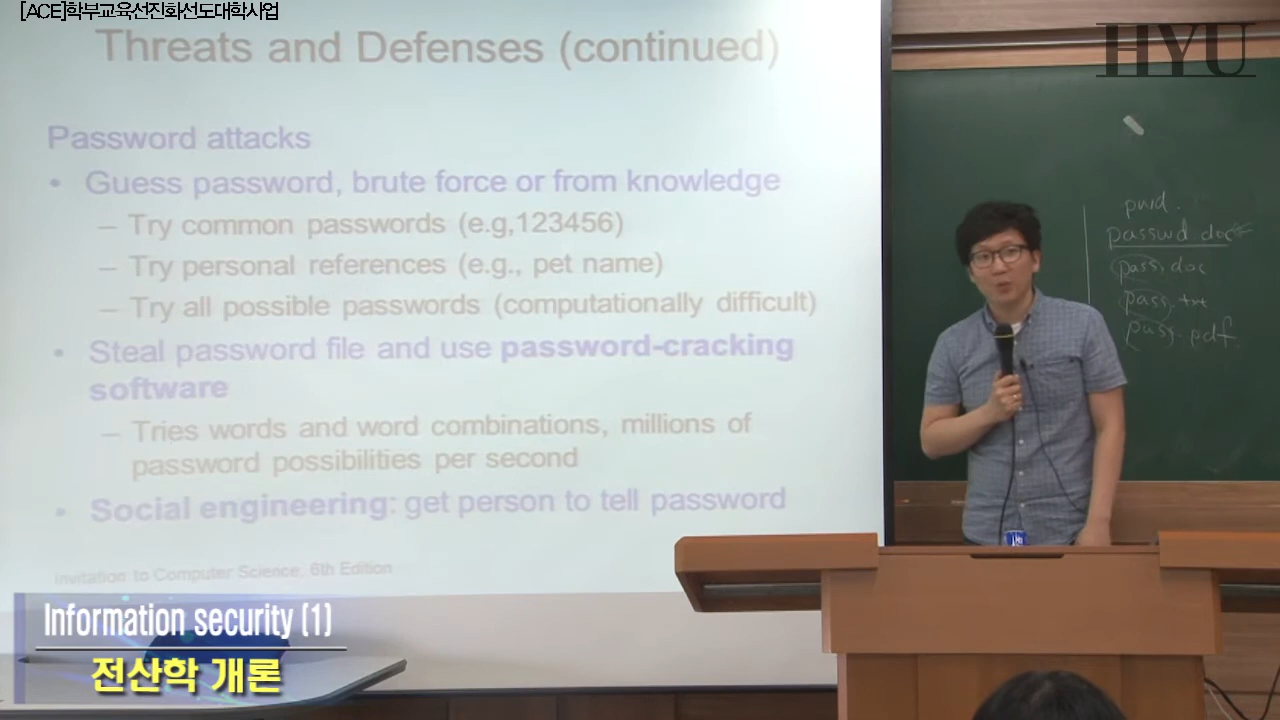 [ACE]학부교육선진화선도대학사업
HYU
Threats and Defenses (continued)
Password attacks
• Guess password, brute force or from knowledge
– Try common passwords (e.g,123456)
– Try personal references (e.g., pet name)
– Try all possible passwords (computationally difficult)
• Steal password file and use password-cracking
software
– Tries words and word combinations, millions of
password possibilities per second
• Social engineering: get person to tell password
Invitation to Computer Science, 6th Edition
Information security (1)
전산학 개론
pwd.
passwd doc
pass.doc
pass.txt
pass.pdf